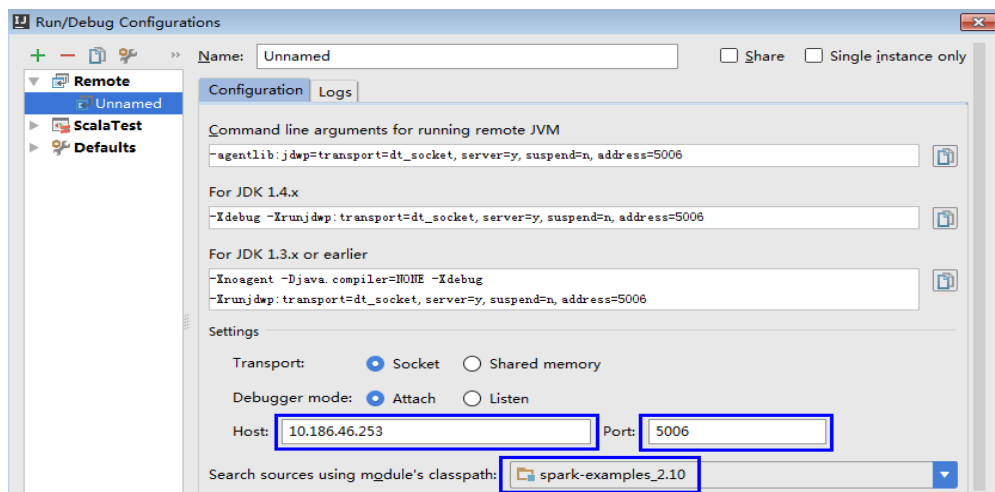 Run/Debug Configurations
Name: Unnamed Share Single instance only
Remote
Unnamed
ScalaTest
Defaults
Configuration Logs
Command line arguments for running remote JVM
-agentlib:jdwp=transport=dt_socket, server=y, suspend=n, address=5006
For JDK 1.4.x
-Xdebug -Xrunjdwp:transport=dt_socket, server=y, suspend=n, address=5006
For JDK 1.3.x or earlier
-Xnoagent -Djava.compiler=NONE -Xdebug
-Xrunjdwp:transport=dt_socket, server=y, suspend=n, address=5006
Settings
Transport: Socket Shared memory
Debugger mode: Attach Listen
Host: 10.186.46.253 Port: 5006
Search sources using module's classpath: spark-examples_2.10